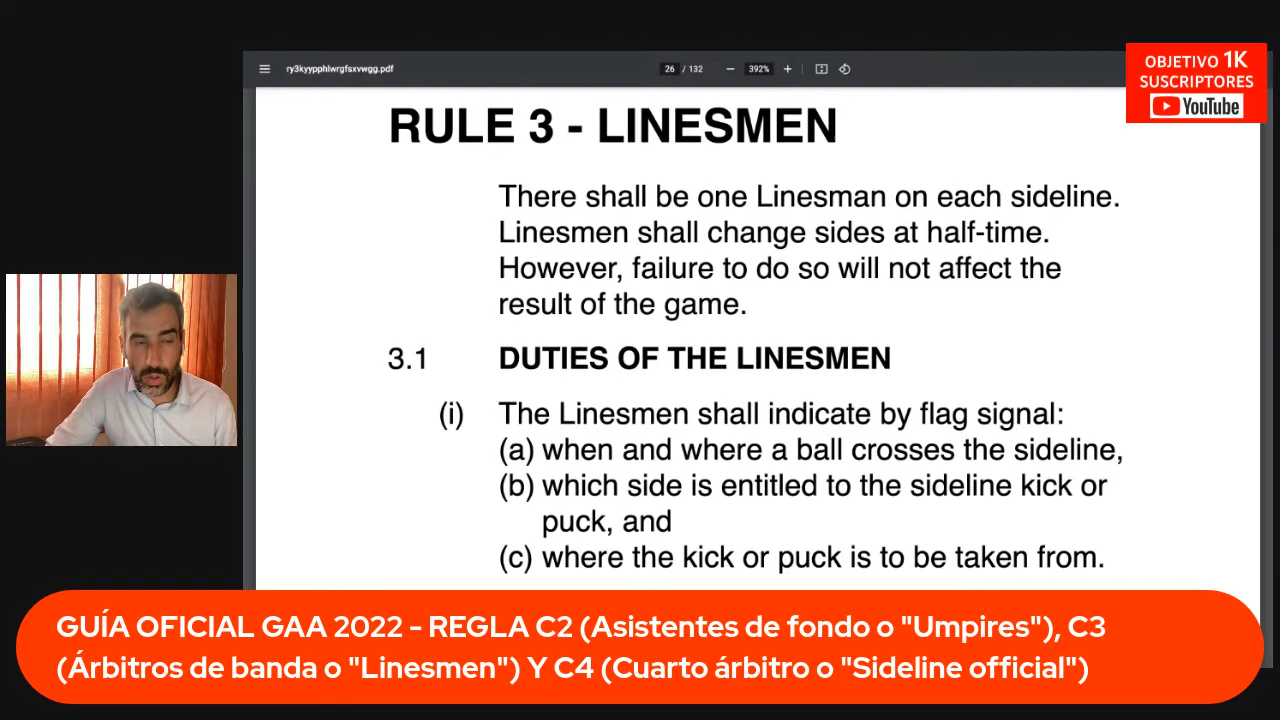 ry3kyypphlwrgfsxvwgg.pdf
26 / 132
392%
OBJETIVO 1K
SUSCRIPTORES
YouTube
RULE 3 - LINESMEN
There shall be one Linesman on each sideline.
Linesmen shall change sides at half-time.
However, failure to do so will not affect the
result of the game.
3.1 DUTIES OF THE LINESMEN
(i) The Linesmen shall indicate by flag signal:
(a) when and where a ball crosses the sideline,
(b) which side is entitled to the sideline kick or
puck, and
(c) where the kick or puck is to be taken from.
GUÍA OFICIAL GAA 2022 - REGLA C2 (Asistentes de fondo o "Umpires"), C3
(Árbitros de banda o "Linesmen") Y C4 (Cuarto árbitro o "Sideline official")